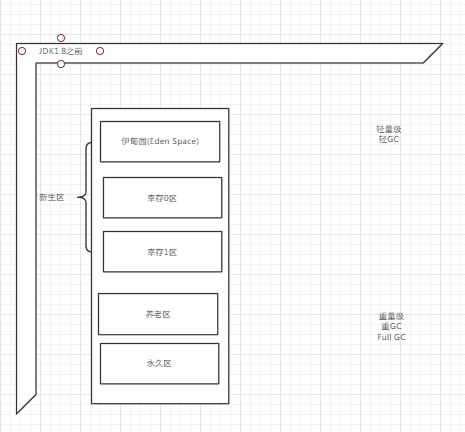 JDK1.8之前
伊甸园(Eden Space)
轻量级
轻GC
新生区
幸存0区
幸存1区
养老区
重量级
重GC
Full GC
永久区